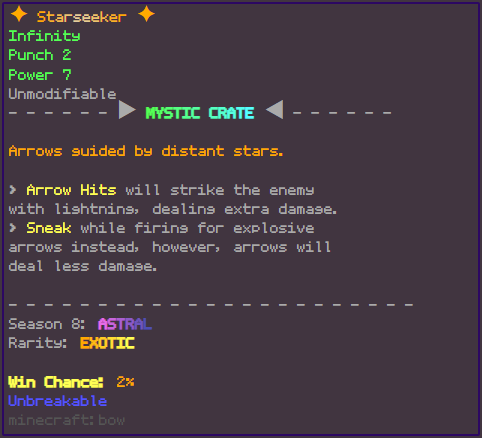 ✦ Starseeker ✦
Infinity
Punch 2
Power 7
Unmodifiable
- - - - - - ▶ MYSTIC CRATE ◀ - - - - - -
Arrows guided by distant stars.
> Arrow Hits will strike the enemy
with lightning, dealing extra damage.
> Sneak while firing for explosive
arrows instead, however, arrows will
deal less damage.
- - - - - - - - - - - - - - - - - - - - - - - -
Season 8: ASTRAL
Rarity: EXOTIC
Win Chance: 2%
Unbreakable
minecraft:bow